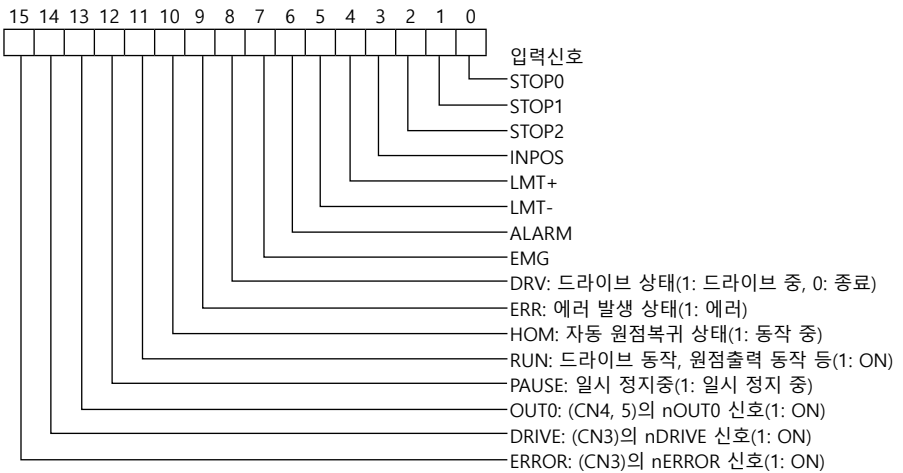 15 14 13 12 11 10 9 8 7 6 5 4 3 2 1 0
입력신호
STOP0
STOP1
STOP2
INPOS
LMT+
LMT-
ALARM
EMG
DRV: 드라이브 상태(1: 드라이브 중, 0: 종료)
ERR: 에러 발생 상태(1: 에러)
HOM: 자동 원점복귀 상태(1: 동작 중)
RUN: 드라이브 동작, 원점출력 동작 등(1: ON)
PAUSE: 일시 정지중(1: 일시 정지 중)
OUT0: (CN4, 5)의 nOUT0 신호(1: ON)
DRIVE: (CN3)의 nDRIVE 신호(1: ON)
ERROR: (CN3)의 nERROR 신호(1: ON)